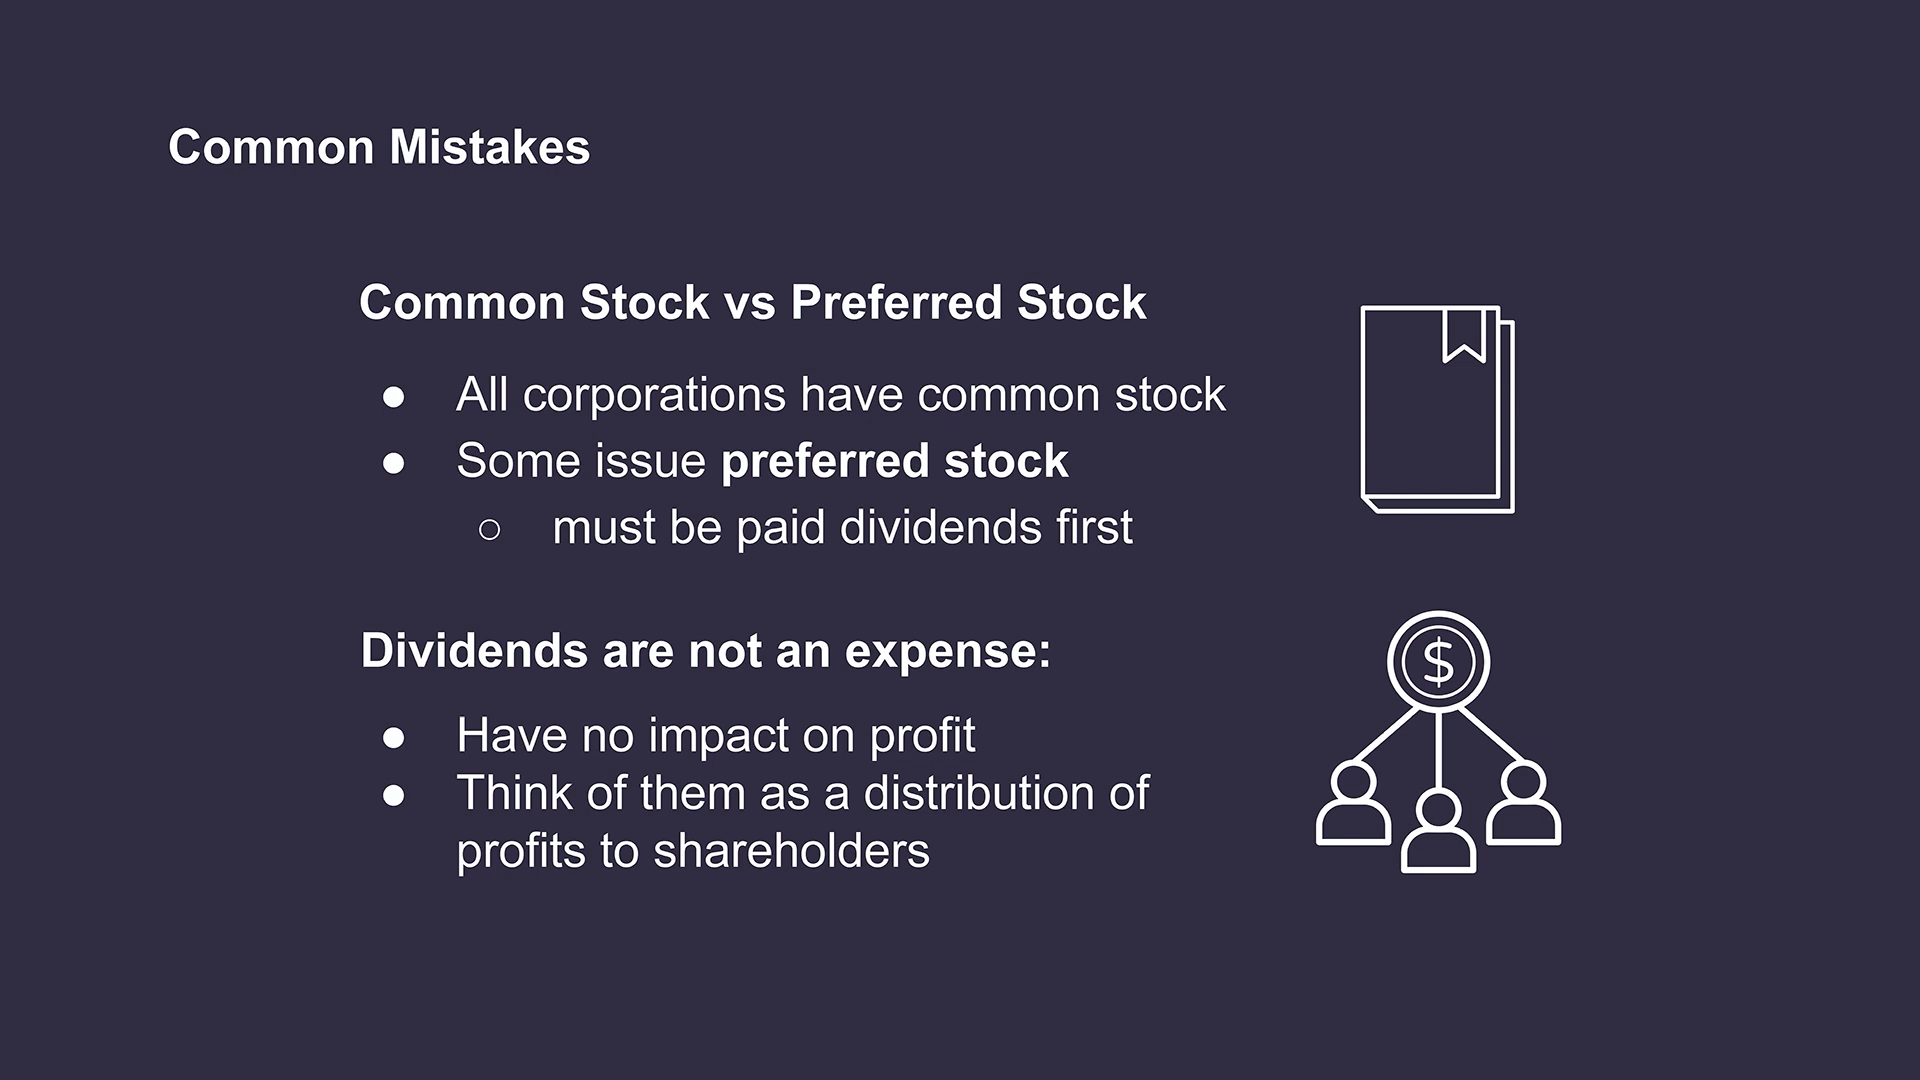 Common Mistakes
Common Stock vs Preferred Stock
● All corporations have common stock
● Some issue preferred stock
○ must be paid dividends first
Dividends are not an expense:
● Have no impact on profit
● Think of them as a distribution of
profits to shareholders
$